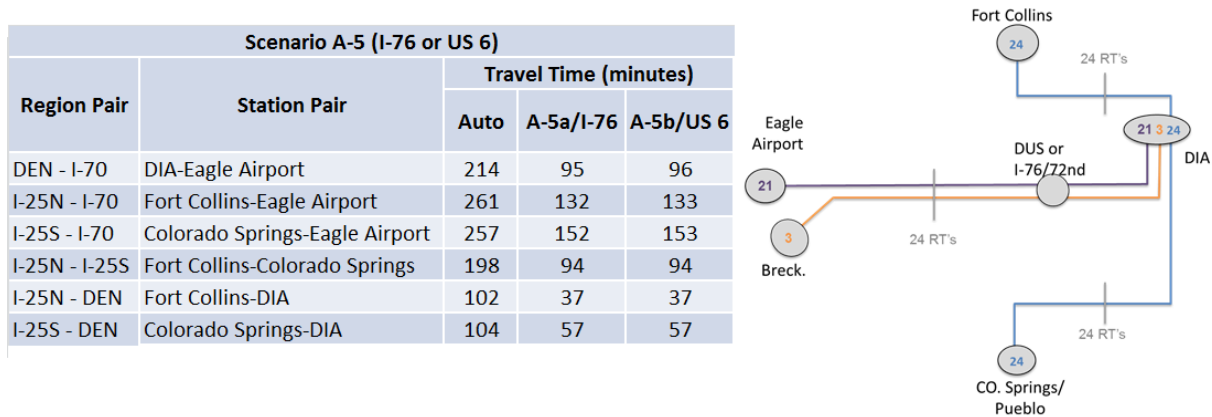 Scenario A-5 (I-76 or US 6)
Region Pair
Station Pair
Travel Time (minutes)
Auto
A-5a/I-76
A-5b/US 6
DEN - I-70 DIA-Eagle Airport 214 95 96
I-25N - I-70 Fort Collins-Eagle Airport 261 132 133
I-25S - I-70 Colorado Springs-Eagle Airport 257 152 153
I-25N - I-25S Fort Collins-Colorado Springs 198 94 94
I-25N - DEN Fort Collins-DIA 102 37 37
I-25S - DEN Colorado Springs-DIA 104 57 57
Fort Collins
24
24 RT's
Eagle
Airport
21
21 3 24
DIA
DUS or
I-76/72nd
3
Breck.
24 RT's
24 RT's
24
CO. Springs/
Pueblo